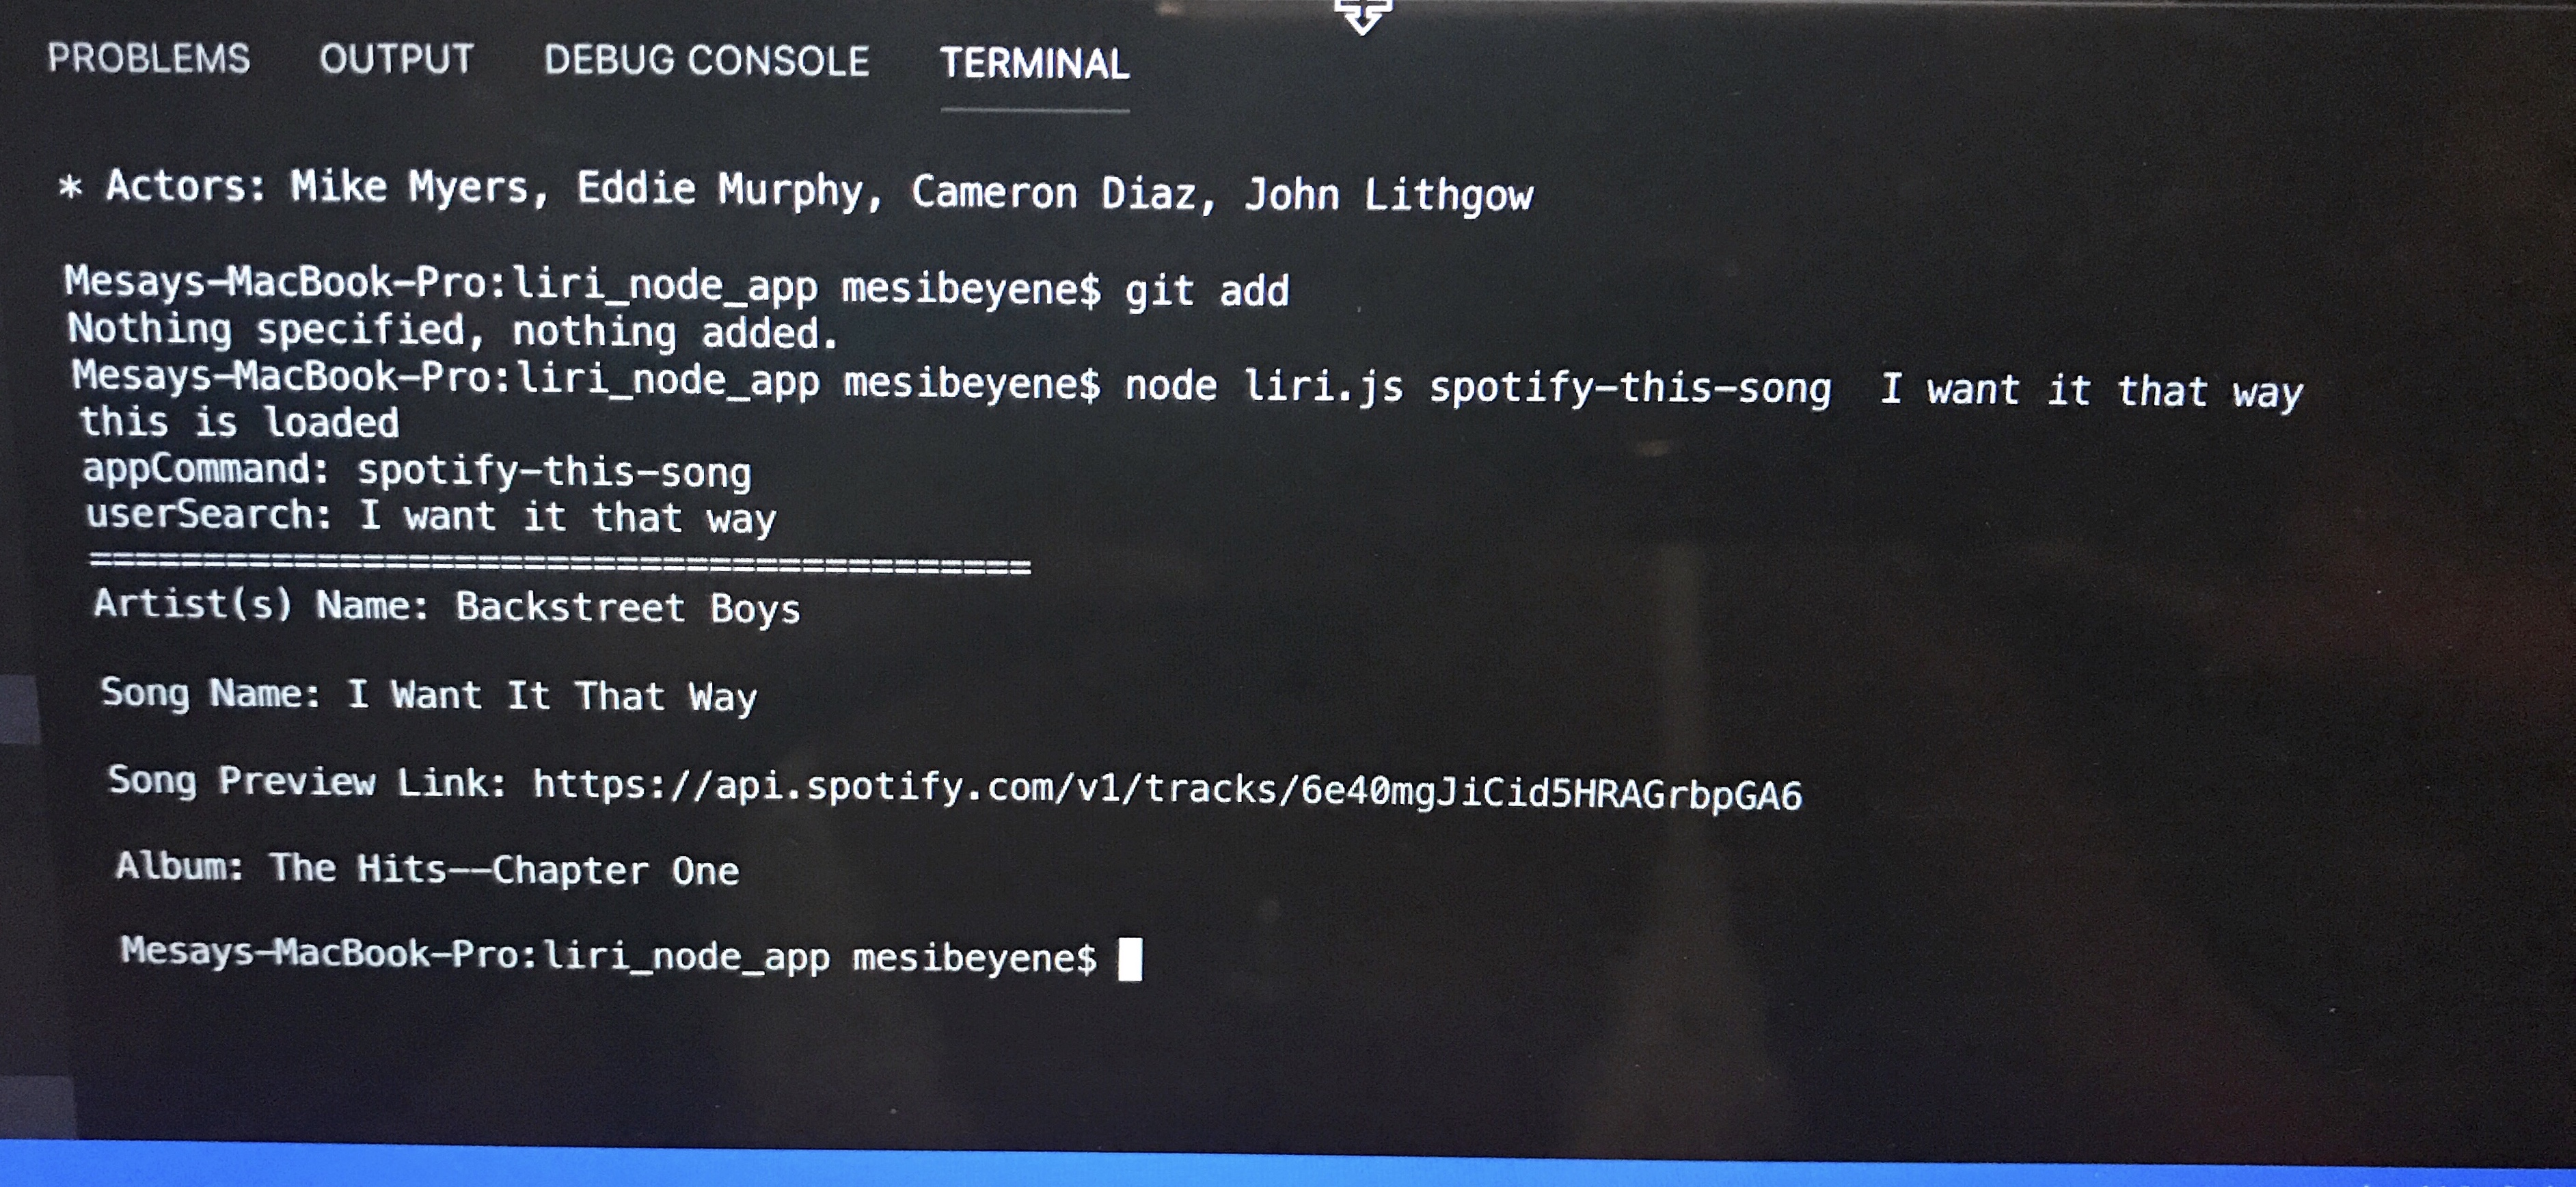 PROBLEMS OUTPUT DEBUG CONSOLE TERMINAL
* Actors: Mike Myers, Eddie Murphy, Cameron Diaz, John Lithgow
Mesays-MacBook-Pro:liri_node_app mesibeyene$ git add
Nothing specified, nothing added.
Mesays-MacBook-Pro:liri_node_app mesibeyene$ node liri.js spotify-this-song  I want it that way
this is loaded
appCommand: spotify-this-song
userSearch: I want it that way
=========================================
Artist(s) Name: Backstreet Boys
Song Name: I Want It That Way
Song Preview Link: https://api.spotify.com/v1/tracks/6e40mgJiCid5HRAGrbpGA6
Album: The Hits--Chapter One
Mesays-MacBook-Pro:liri_node_app mesibeyene$